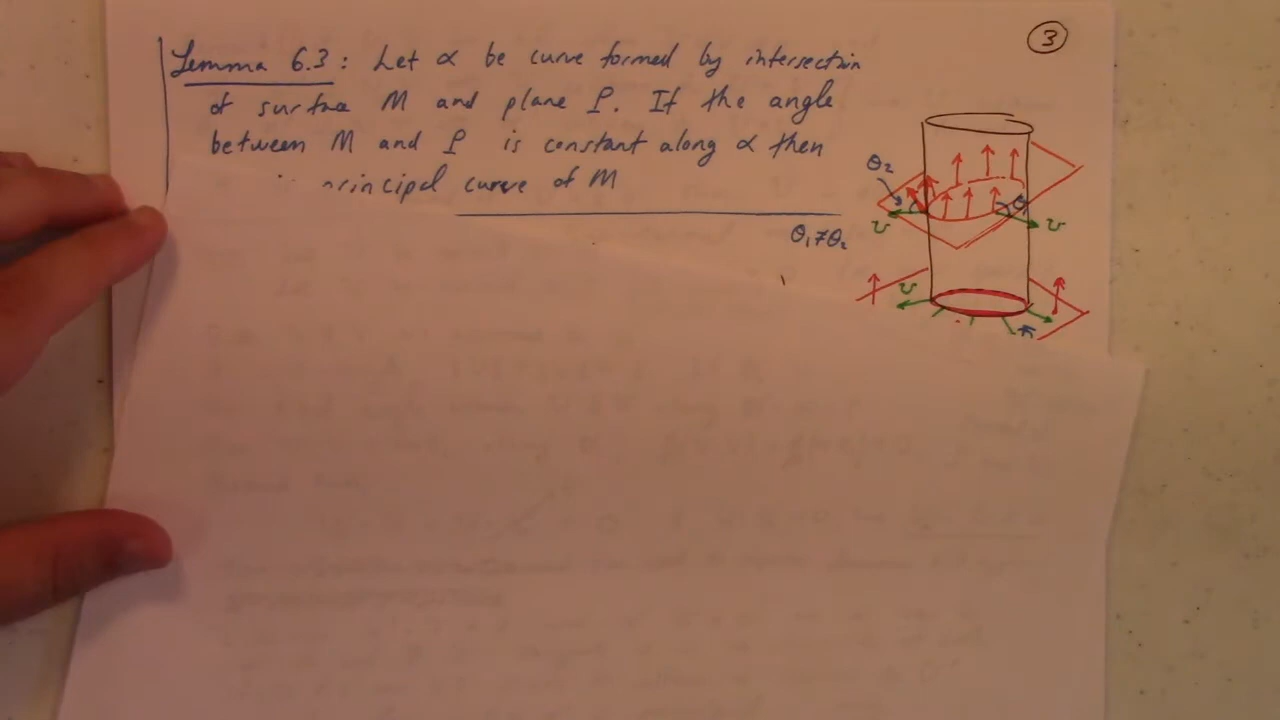 3
Lemma 6.3: Let α be curve formed by intersection
of surface M and plane P. If the angle
between M and P is constant along α then
principal curve of M
θ₁≠θ₂
θ₂
θ
U
U
U